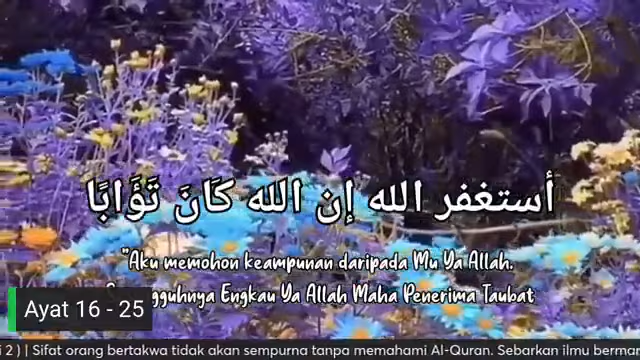 أستغفر الله إن الله كَانَ تَؤَابًا
"Aku memohon keampunan daripada Mu Ya Allah.
Engkau Ya Allah Maha Penerima Taubat
Ayat 16 - 25
2 ) | Sifat orang bertakwa tidak akan sempurna tanpa memahami Al-Quran. Sebarkan ilmu